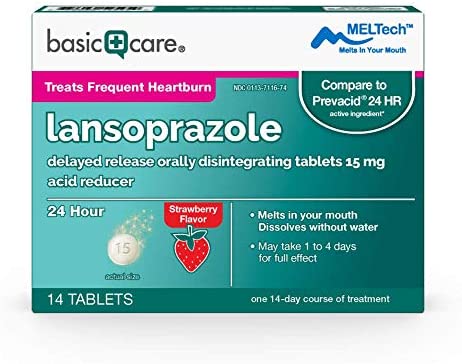 basic care®
MELTech™
Melts in Your Mouth
Treats Frequent Heartburn
NDC 0113-7116-74
Compare to
Prevacid® 24 HR
active ingredient*
lansoprazole
delayed release orally disintegrating tablets 15 mg
acid reducer
24 Hour
15
actual size
Strawberry
Flavor
• Melts in your mouth
Dissolves without water
• May take 1 to 4 days
for full effect
14 TABLETS
one 14-day course of treatment